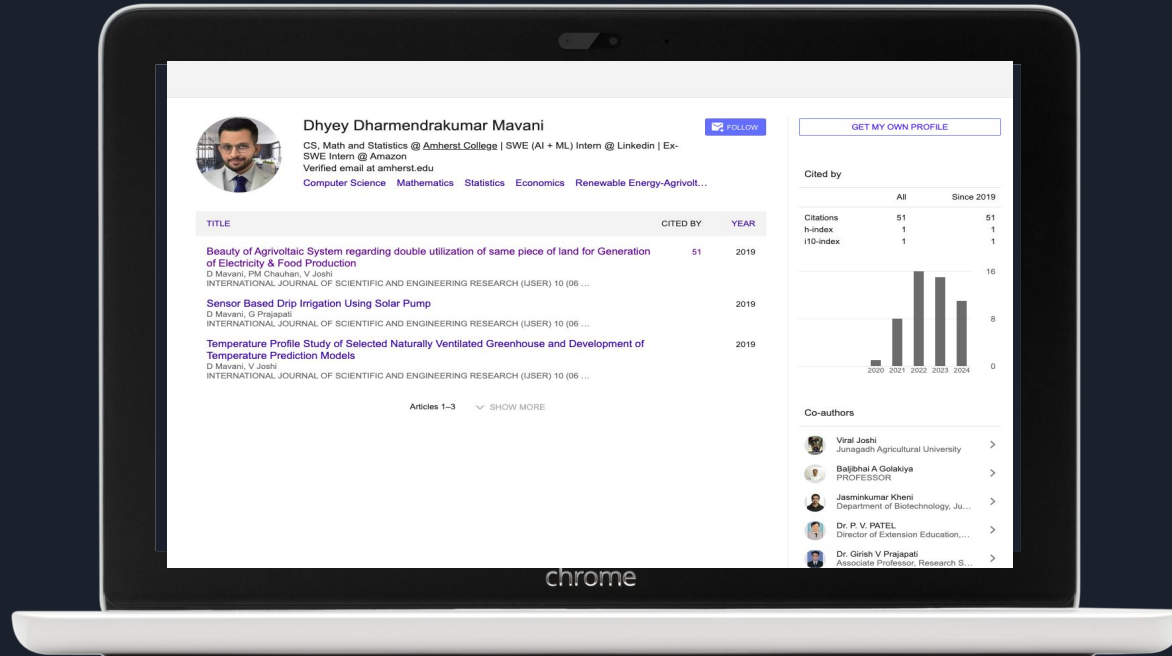 Dhyey Dharmendrakumar Mavani
FOLLOW
CS, Math and Statistics @ Amherst College | SWE (AI + ML) Intern @ Linkedin | Ex-
SWE Intern @ Amazon
Verified email at amherst.edu
Computer Science Mathematics Statistics Economics Renewable Energy-Agrivolt...
TITLE CITED BY YEAR
Beauty of Agrivoltaic System regarding double utilization of same piece of land for Generation 51 2019
of Electricity & Food Production
D Mavani, PM Chauhan, V Joshi
INTERNATIONAL JOURNAL OF SCIENTIFIC AND ENGINEERING RESEARCH (IJSER) 10 (06 ...
Sensor Based Drip Irrigation Using Solar Pump 2019
D Mavani, G Prajapati
INTERNATIONAL JOURNAL OF SCIENTIFIC AND ENGINEERING RESEARCH (IJSER) 10 (06 ...
Temperature Profile Study of Selected Naturally Ventilated Greenhouse and Development of 2019
Temperature Prediction Models
D Mavani, V Joshi
INTERNATIONAL JOURNAL OF SCIENTIFIC AND ENGINEERING RESEARCH (IJSER) 10 (06 ...
Articles 1–3 SHOW MORE
GET MY OWN PROFILE
Cited by
All Since 2019
Citations 51 51
h-index 1 1
i10-index 1 1
16
8
0
2020 2021 2022 2023 2024
Co-authors
Viral Joshi
Junagadh Agricultural University
Baljibhai A Golakiya
PROFESSOR
Jasminkumar Kheni
Department of Biotechnology, Ju...
Dr. P. V. PATEL
Director of Extension Education,...
Dr. Girish V Prajapati
Associate Professor, Research S...
chrome